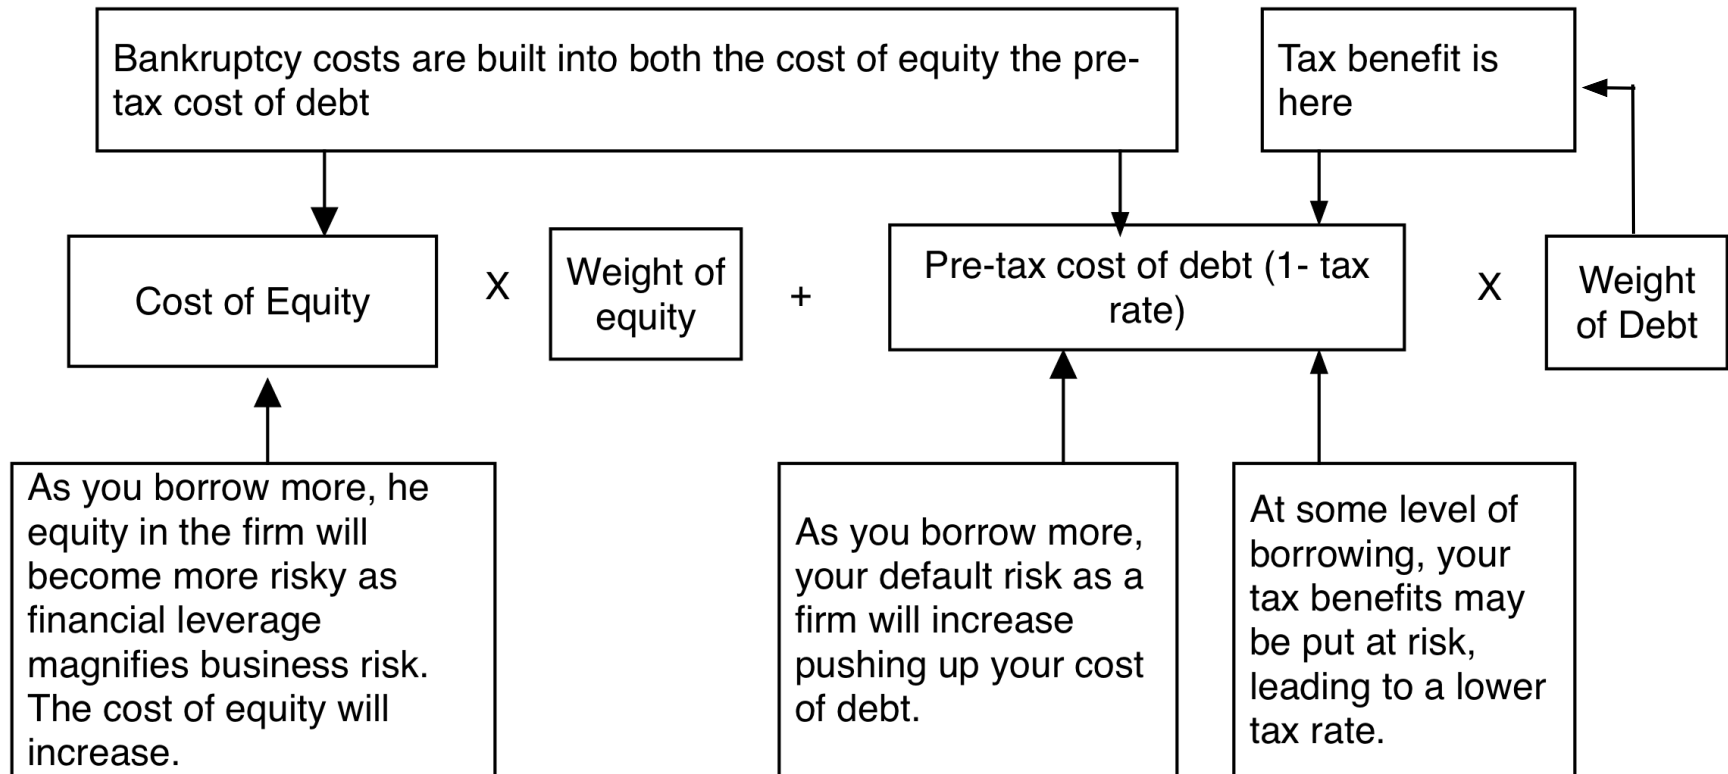 Bankruptcy costs are built into both the cost of equity the pre-
tax cost of debt
Tax benefit is
here
Cost of Equity
X
Weight of
equity
+
Pre-tax cost of debt (1- tax
rate)
X
Weight
of Debt
As you borrow more, he
equity in the firm will
become more risky as
financial leverage
magnifies business risk.
The cost of equity will
increase.
As you borrow more,
your default risk as a
firm will increase
pushing up your cost
of debt.
At some level of
borrowing, your
tax benefits may
be put at risk,
leading to a lower
tax rate.